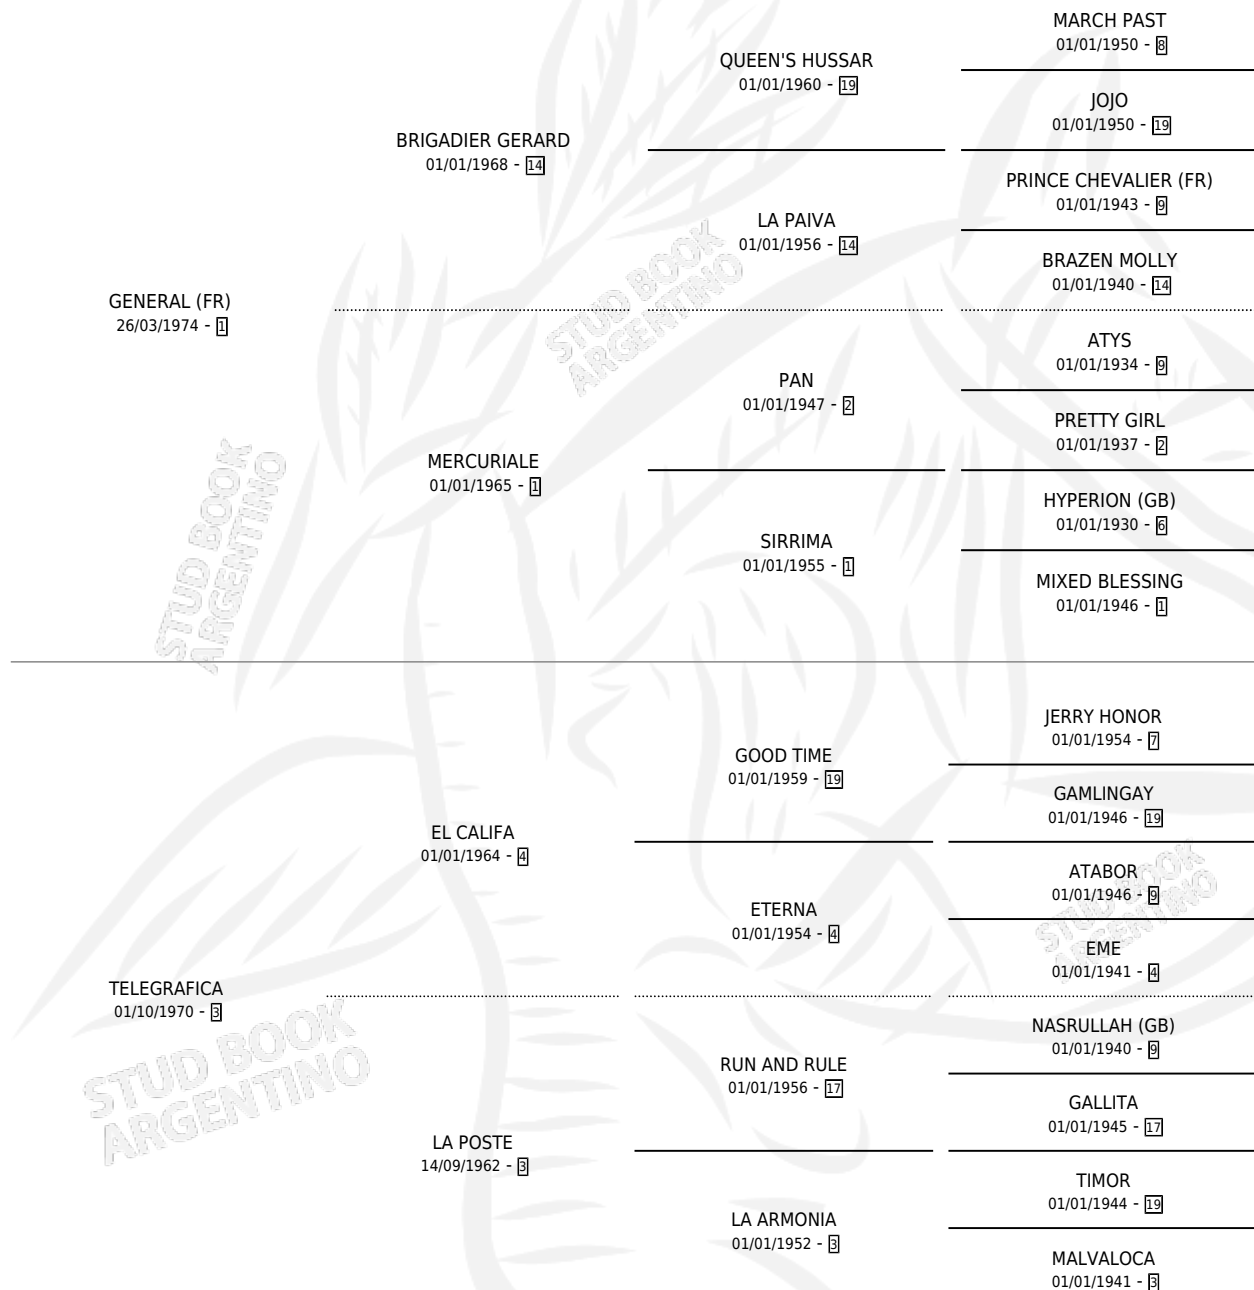 MARCH PAST
01/01/1950 - 8
QUEEN'S HUSSAR
01/01/1960 - 19
JOJO
01/01/1950 - 19
BRIGADIER GERARD
01/01/1968 - 14
PRINCE CHEVALIER (FR)
01/01/1943 - 9
LA PAIVA
01/01/1956 - 14
BRAZEN MOLLY
01/01/1940 - 14
GENERAL (FR)
26/03/1974 - 1
STUD BOOK
ARGENTINO
ATYS
01/01/1934 - 9
PAN
01/01/1947 - 2
PRETTY GIRL
01/01/1937 - 2
MERCURIALE
01/01/1965 - 1
HYPERION (GB)
01/01/1930 - 6
SIRRIMA
01/01/1955 - 1
MIXED BLESSING
01/01/1946 - 1
STUD BOOK
ARGENTINO
JERRY HONOR
01/01/1954 - 7
GOOD TIME
01/01/1959 - 19
GAMLINGAY
01/01/1946 - 19
EL CALIFA
01/01/1964 - 4
ATABOR
01/01/1946 - 9
STUD BOOK
ARGENTINO
ETERNA
01/01/1954 - 4
EME
01/01/1941 - 4
TELEGRAFICA
01/10/1970 - 3
STUD BOOK
ARGENTINO
NASRULLAH (GB)
01/01/1940 - 9
RUN AND RULE
01/01/1956 - 17
GALLITA
01/01/1945 - 17
LA POSTE
14/09/1962 - 3
TIMOR
01/01/1944 - 19
LA ARMONIA
01/01/1952 - 3
MALVALOCA
01/01/1941 - 3